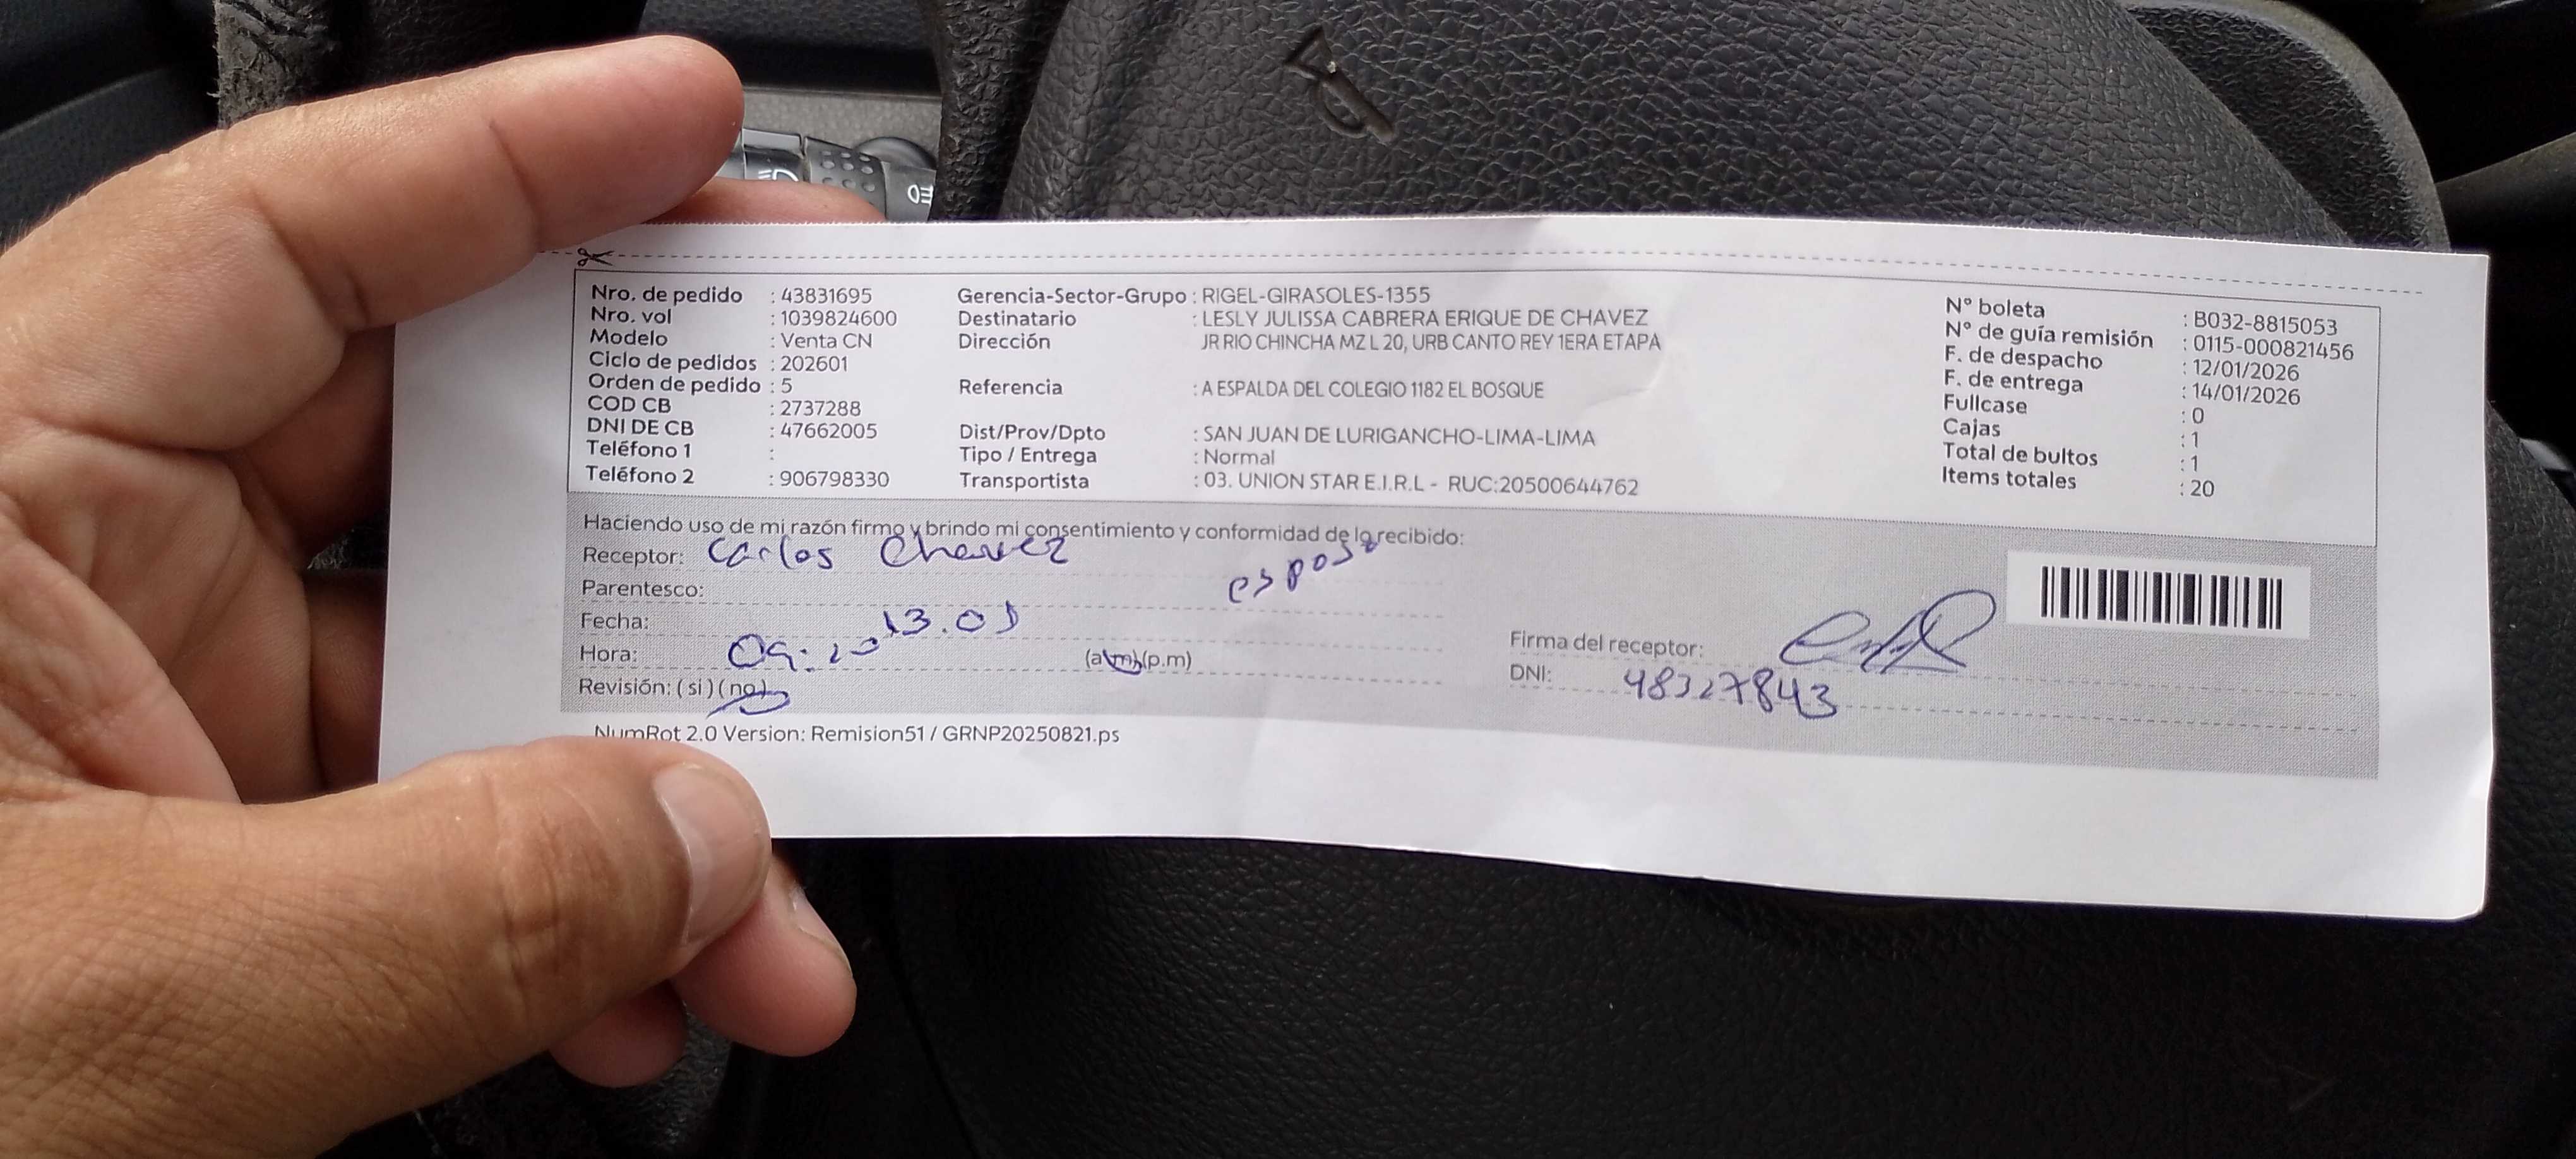 Nro. de pedido : 43831695
Nro. vol : 1039824600
Modelo : Venta CN
Ciclo de pedidos : 202601
Orden de pedido : 5
COD CB : 2737288
DNI DE CB : 47662005
Teléfono 1 :
Teléfono 2 : 906798330
Gerencia-Sector-Grupo : RIGEL-GIRASOLES-1355
Destinatario : LESLY JULISSA CABRERA ERIQUE DE CHAVEZ
Dirección JR RIO CHINCHA MZ L 20, URB CANTO REY 1ERA ETAPA
Referencia : A ESPALDA DEL COLEGIO 1182 EL BOSQUE
Dist/Prov/Dpto : SAN JUAN DE LURIGANCHO-LIMA-LIMA
Tipo / Entrega : Normal
Transportista : 03. UNION STAR E.I.R.L - RUC:20500644762
N° boleta : B032-8815053
N° de guía remisión : 0115-000821456
F. de despacho : 12/01/2026
F. de entrega : 14/01/2026
Fullcase : 0
Cajas : 1
Total de bultos : 1
Items totales : 20
Haciendo uso de mi razón firmo y brindo mi consentimiento y conformidad de lo recibido:
Receptor: Carlos Chavez
Parentesco: esposo
Fecha: 13.01
Hora: 09:20 (a.m)(p.m)
Revisión: (si) (no)
Firma del receptor:
DNI: 48327843
NumRot 2.0 Version: Remision51 / GRNP20250821.ps